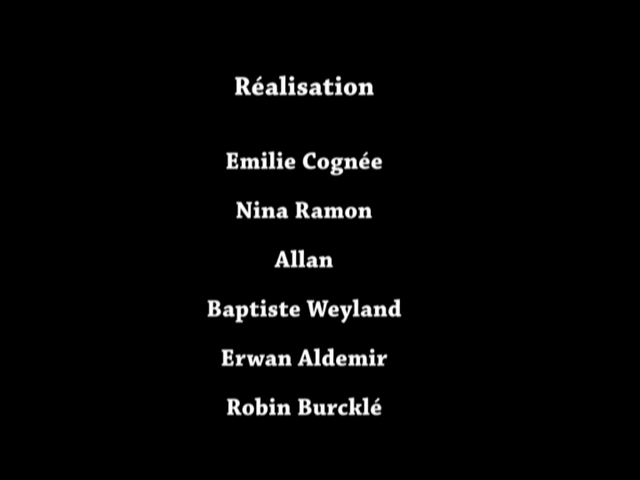 Réalisation
Emilie Cognée
Nina Ramon
Allan
Baptiste Weyland
Erwan Aldemir
Robin Burcklé